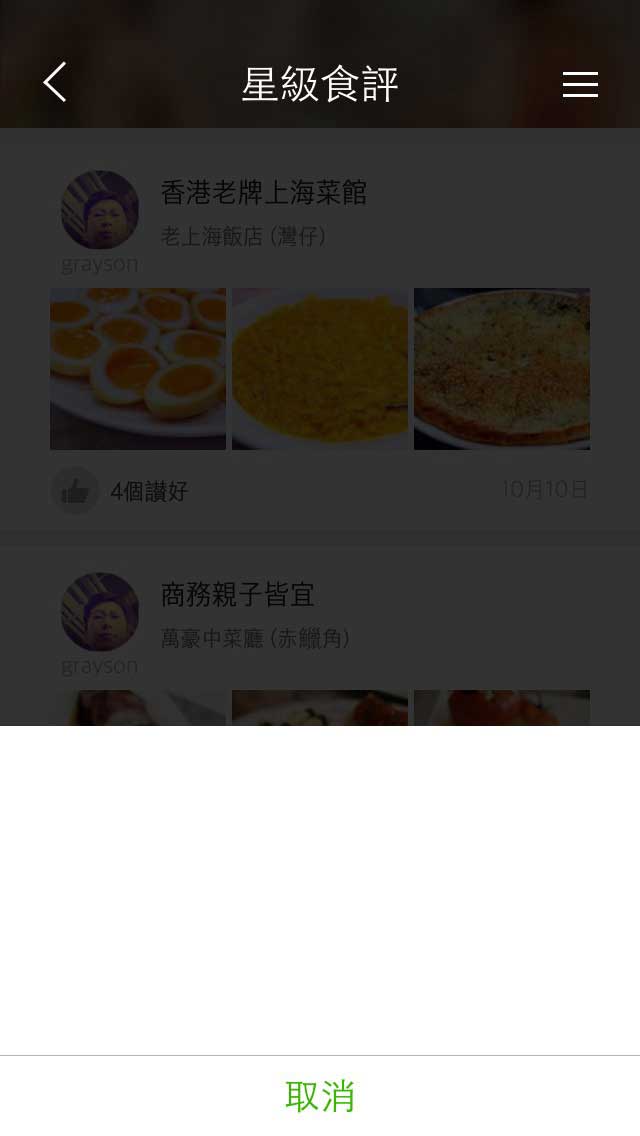 星級食評
香港老牌上海菜館
老上海飯店 (灣仔)
grayson
4個讃好
10月10日
商務親子皆宜
萬豪中菜廳 (赤鱲角)
grayson
取消